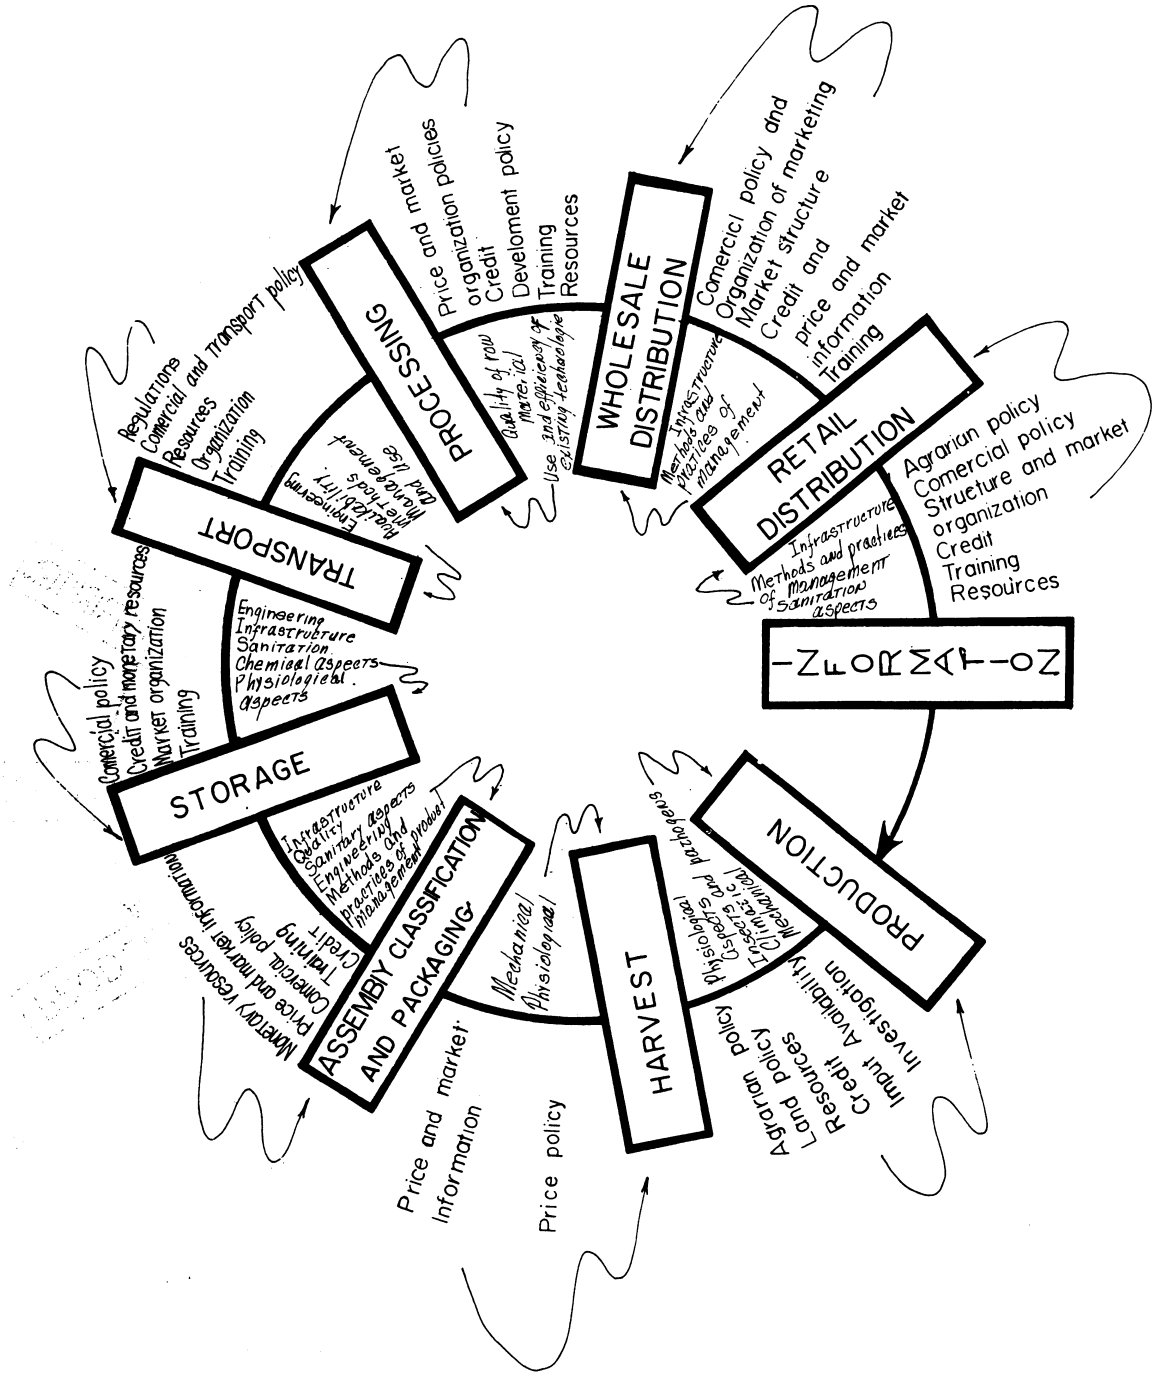 Price and market
organization policies
Credit
Develoment policy
Training
Resources
PROCESSING
Quality of row
material
Use and efficiency of
existing technologie
WHOLESALE
DISTRIBUTION
Comercicl policy and
Organization of marketing
Market structure
Credit and
price and market
information
Training
Infrastructure
Methods and
practices of
management
RETAIL
DISTRIBUTION
Agrarian policy
Comercial policy
Structure and market
organization
Credit
Training
Resources
Infrastructure
Methods and practices
of management
Sanitation
aspects
INFORMATION
PRODUCTION
Physiological
aspects
Insects and pathogens
Climatic
Mechanical
Agrarian policy
Land policy
Resources
Credit
Imput Availability
Investigation
HARVEST
Mechanical
Physiological
Price policy
Price and market
Information
ASSEMBIY CLASSIFICATION
AND PACKAGING
Infrastructure
Quality
Sanitary aspects
Engineering
Methods and
practices of product
management
Credit
Training
Comercial policy
Price and market Information
Monetary resources
STORAGE
Engineering
Infrastructure
Sanitation
Chemical aspects
Physiological
aspects
Comercial policy
Credit and monetary resources
Market organization
Training
TRANSPORT
Engineering
Availability
methods use
and
management
Regulations
Comercial and transport policy
Resources
Organization
Training